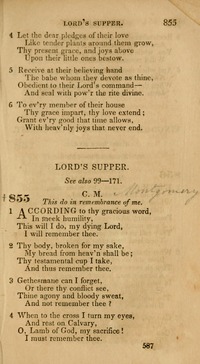 LORD'S SUPPER. 855
4 Let the dear pledges of their love
Like tender plants around them grow,
Thy present grace, and joys above
Upon their little ones bestow.
5 Receive at their believing hand
The babe whom they devote as thine,
Obedient to their Lord's command—
And seal with pow'r the rite divine.
6 To ev'ry member of their house
Thy grace impart, thy love extend;
Grant ev'ry good that time allows,
With heav'nly joys that never end.
LORD'S SUPPER.
See also 99—171.
Montgomery
855 C. M.
This do in remembrance of me.
1 ACCORDING to thy gracious word,
In meek humility,
This will I do, my dying Lord,
I will remember thee.
2 Thy body, broken for my sake,
My bread from heav'n shall be;
Thy testamental cup I take,
And thus remember thee.
3 Gethsemane can I forget,
Or there thy conflict see,
Thine agony and bloody sweat,
And not remember thee?
4 When to the cross I turn my eyes,
And rest on Calvary,
O, Lamb of God, my sacrifice!
I must remember thee.
587